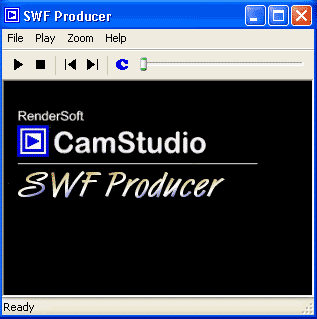 SWF Producer
File Play Zoom Help
RenderSoft
CamStudio
SWF Producer
Ready